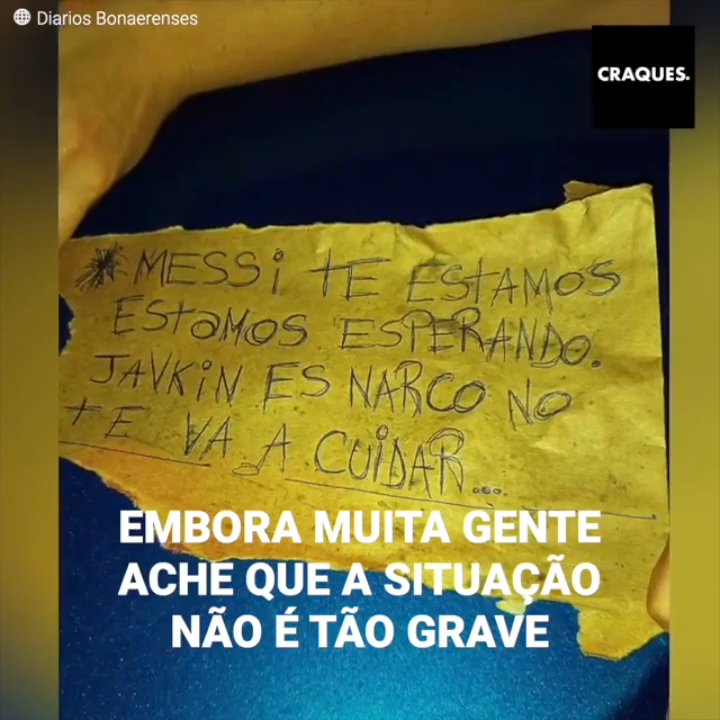 Diarios Bonaerenses
CRAQUES.
MESSi tE EStAMOS
EStaMOS ESPERANDO.
JAVKiN ES NARCO NO
tE VA A CUiDAR...
EMBORA MUITA GENTE
ACHE QUE A SITUAÇÃO
NÃO É TÃO GRAVE